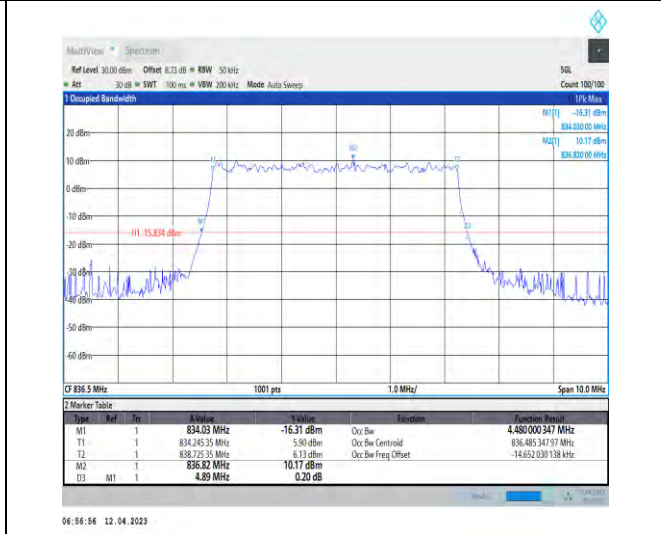 MultiView Spectrum
Ref Level 30.00 dBm Offset 8.73 dB RBW 50 kHz SGL
Att 30 dB SWT 100 ms VBW 200 kHz Mode Auto Sweep Count 100/100
1 Occupied Bandwidth 1Pk Max
M1[1] -16.31 dBm
834.030 00 MHz
M2[1] 10.17 dBm
836.820 00 MHz
20 dBm
M2
10 dBm
T1
0 dBm
-10 dBm
M1
D3
H1 -15.834 dBm
-20 dBm
-30 dBm
-40 dBm
-50 dBm
-60 dBm
CF 836.5 MHz 1001 pts 1.0 MHz/ Span 10.0 MHz
2 Marker Table
Type Ref Trc X-Value Y-Value Function Function Result
M1 1 834.03 MHz -16.31 dBm Occ Bw 4.480 000 347 MHz
T1 1 834.245 35 MHz 5.90 dBm Occ Bw Centroid 836.485 347 97 MHz
T2 1 838.725 35 MHz 6.13 dBm Occ Bw Freq Offset -14.652 030 138 kHz
M2 1 836.82 MHz 10.17 dBm
D3 M1 1 4.89 MHz 0.20 dB
06:56:56 12.04.2023